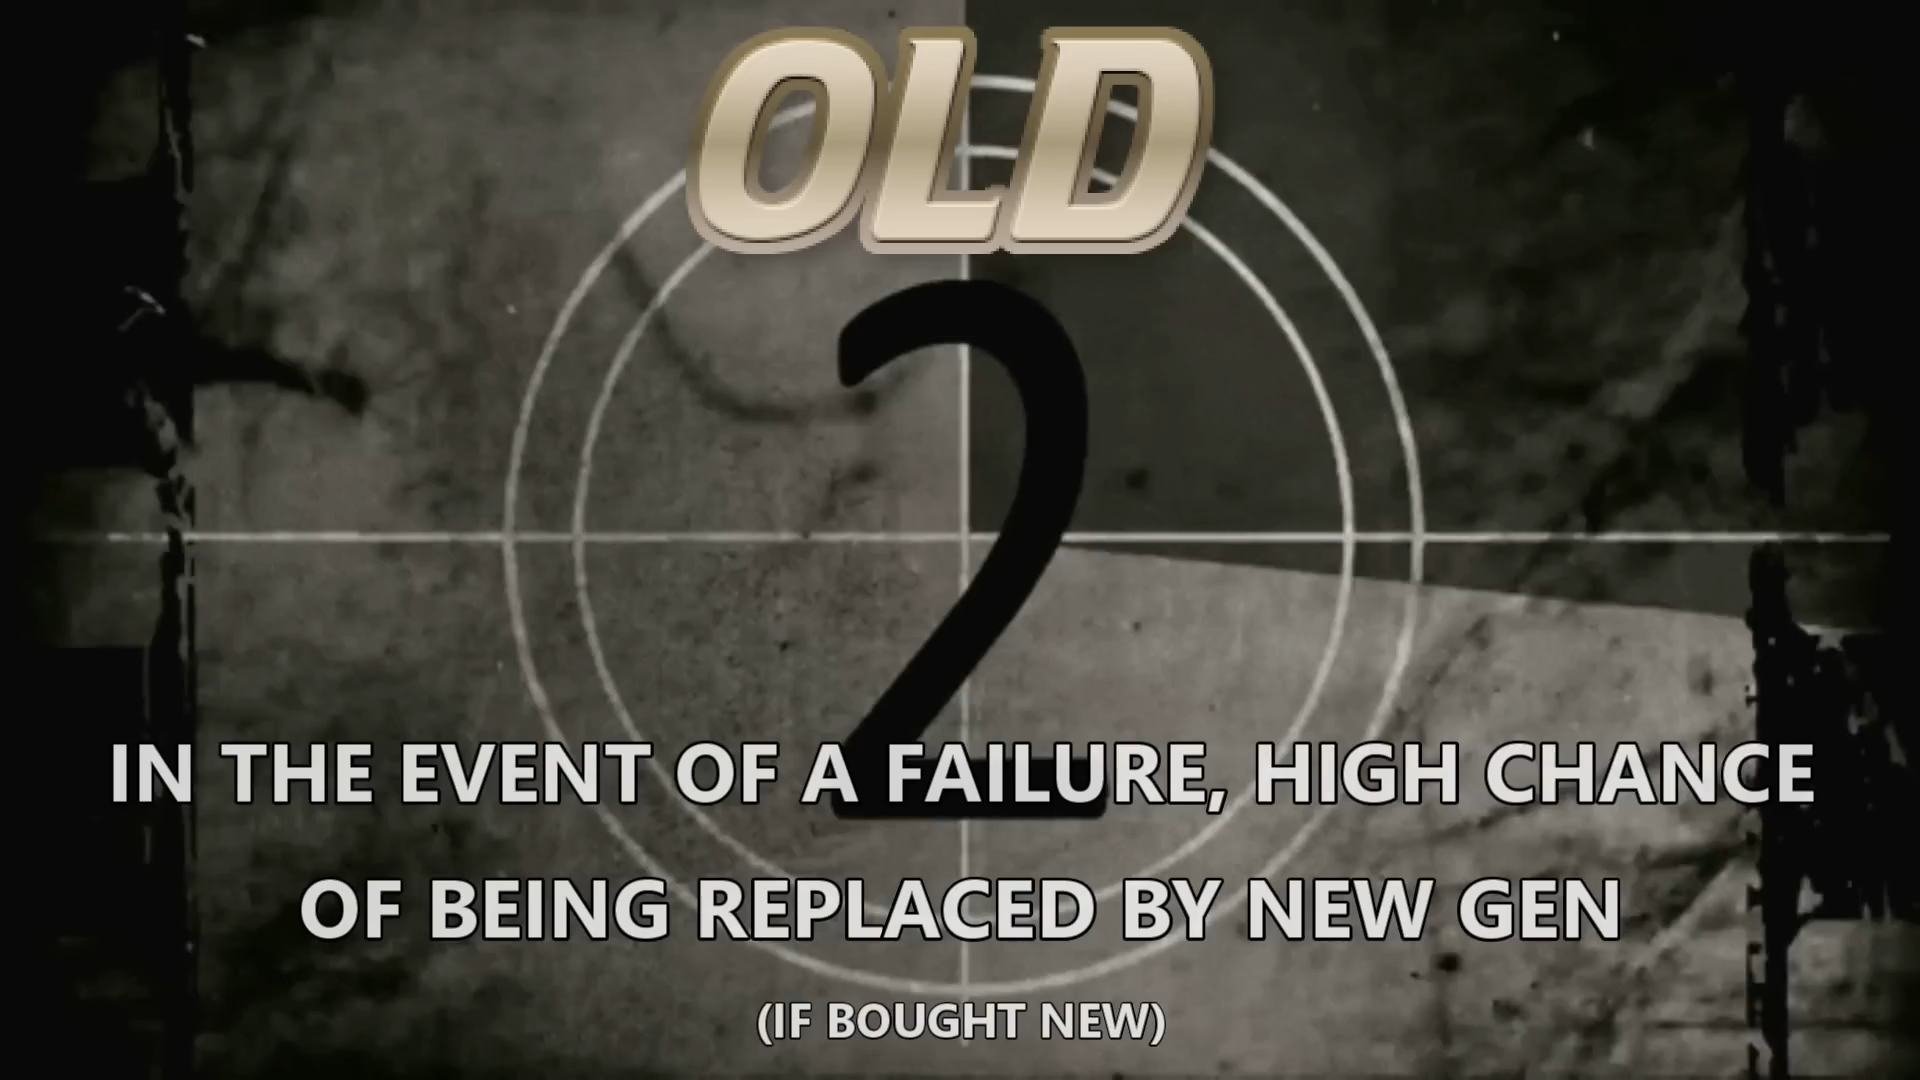 OLD
2
IN THE EVENT OF A FAILURE, HIGH CHANCE
OF BEING REPLACED BY NEW GEN
(IF BOUGHT NEW)